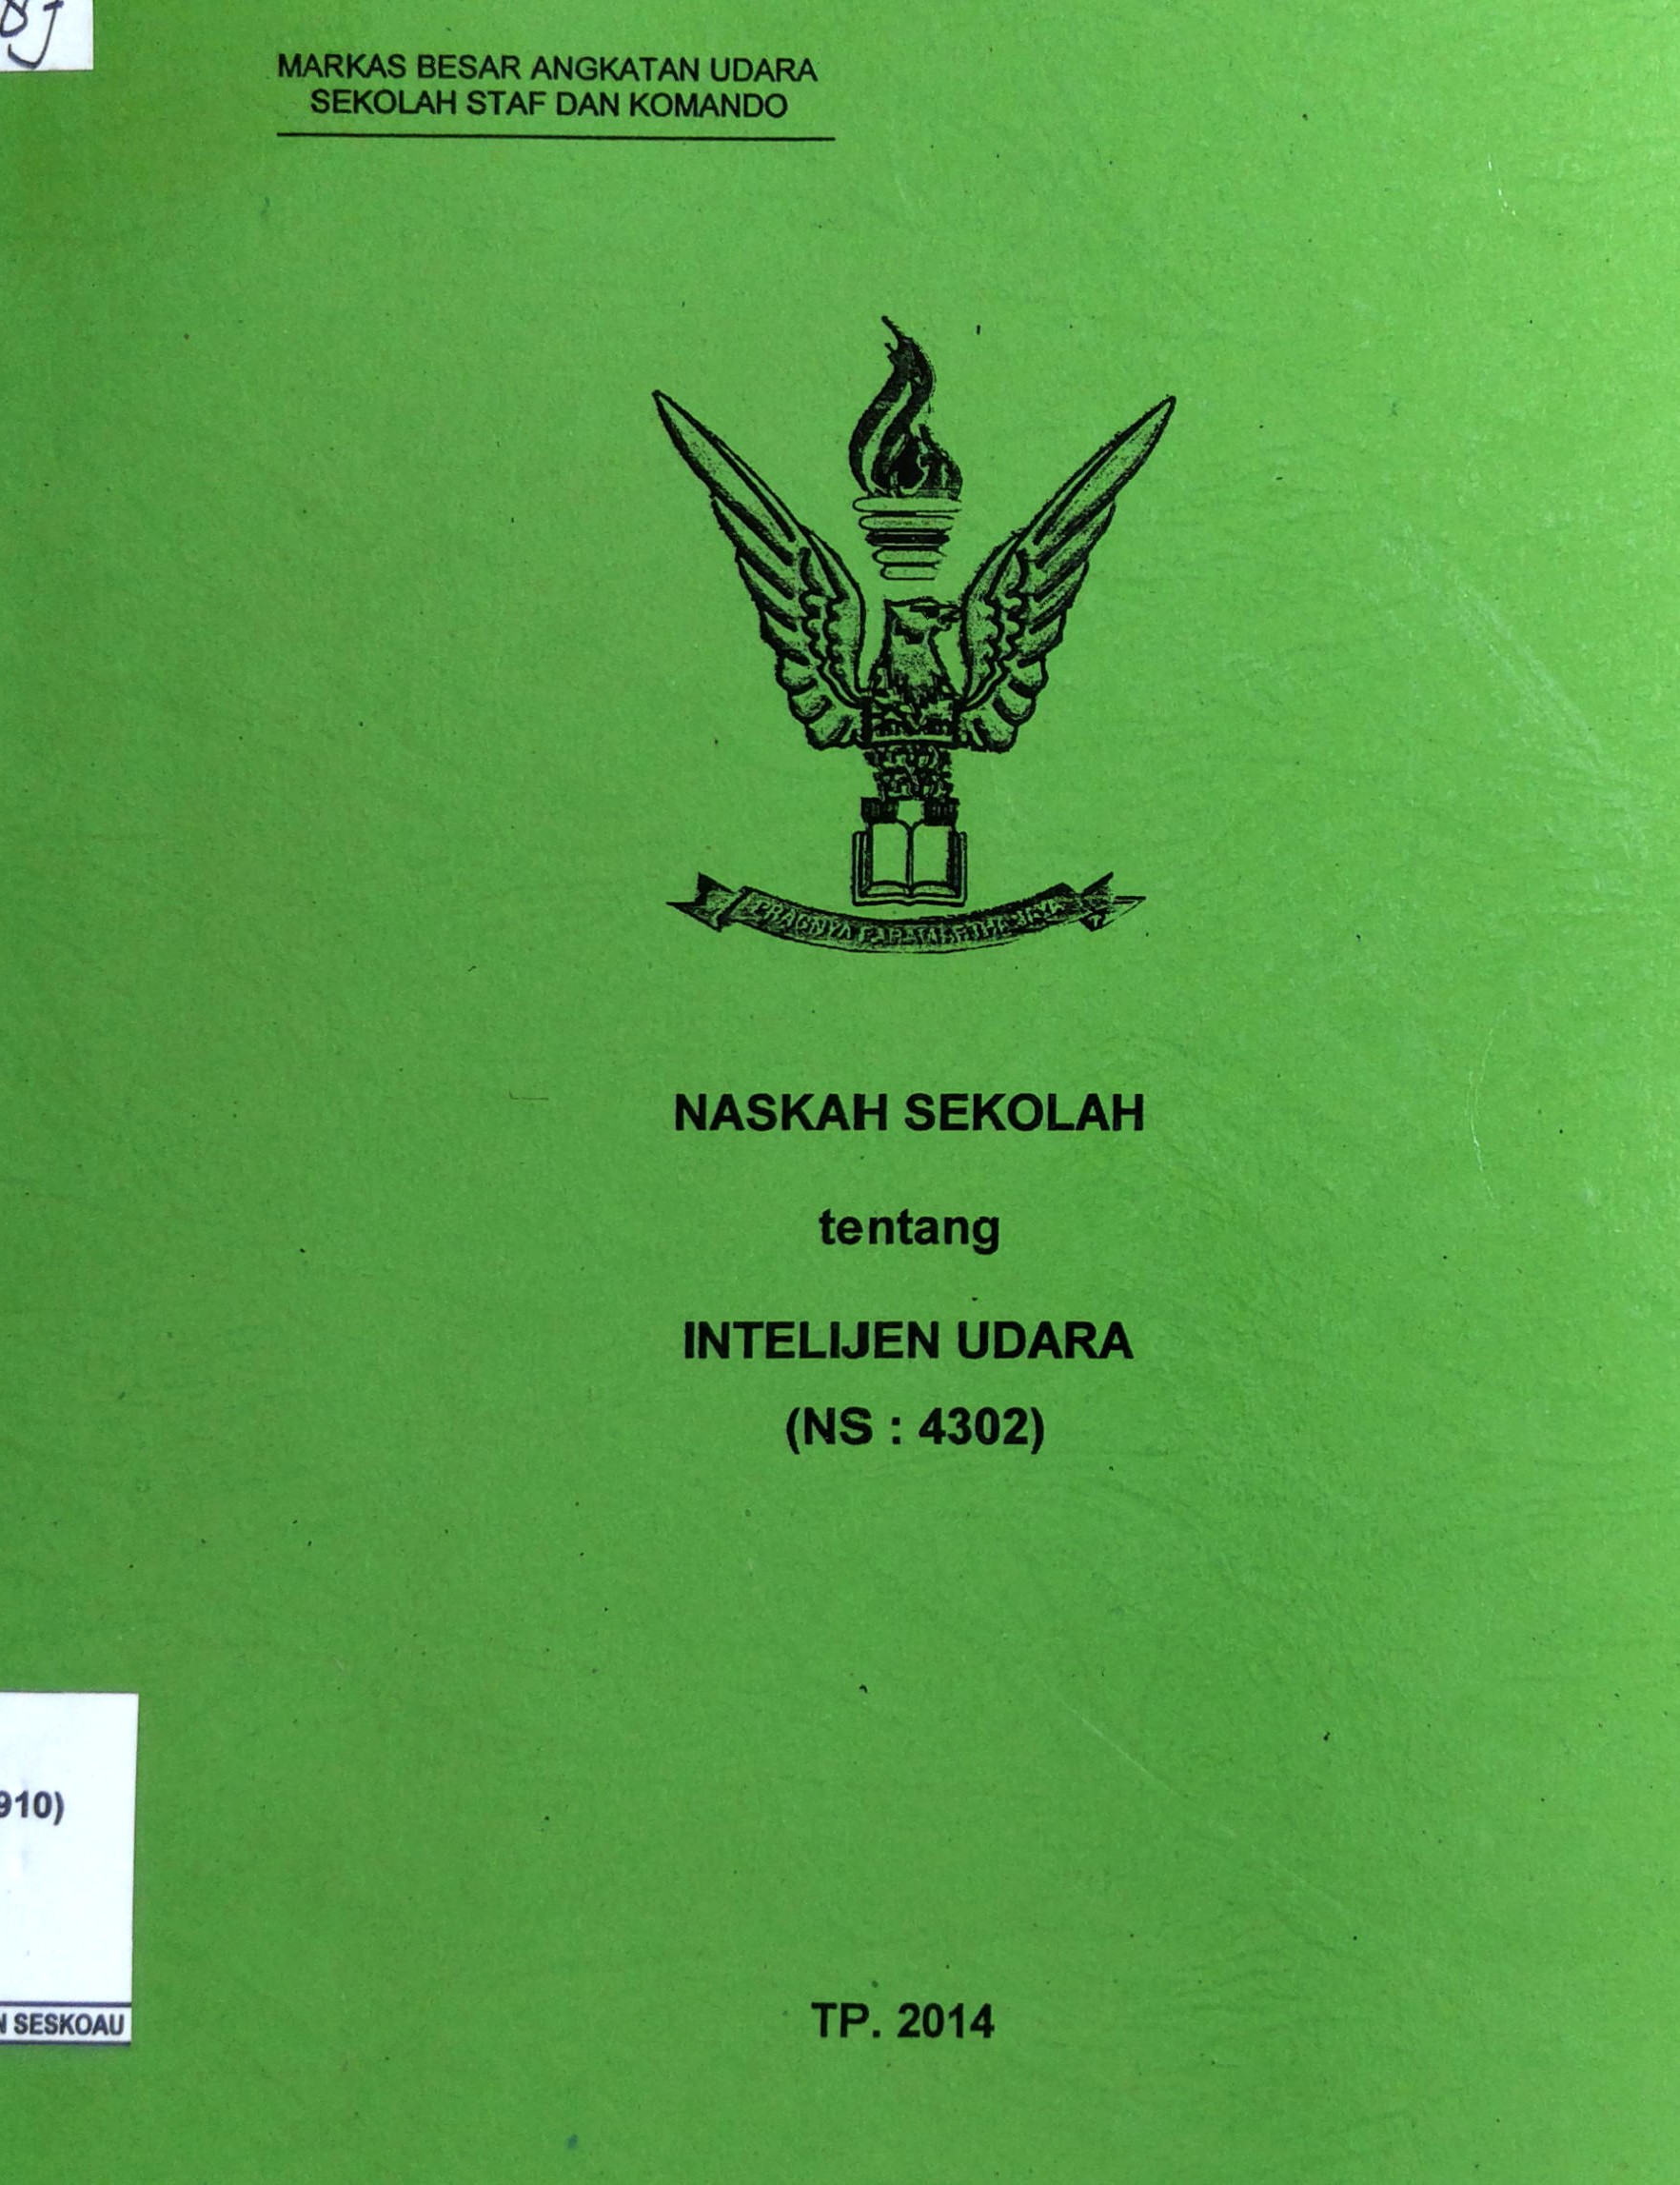 MARKAS BESAR ANGKATAN UDARA
SEKOLAH STAF DAN KOMANDO
NASKAH SEKOLAH
tentang
INTELIJEN UDARA
(NS : 4302)
910)
N SESKOAU
TP. 2014